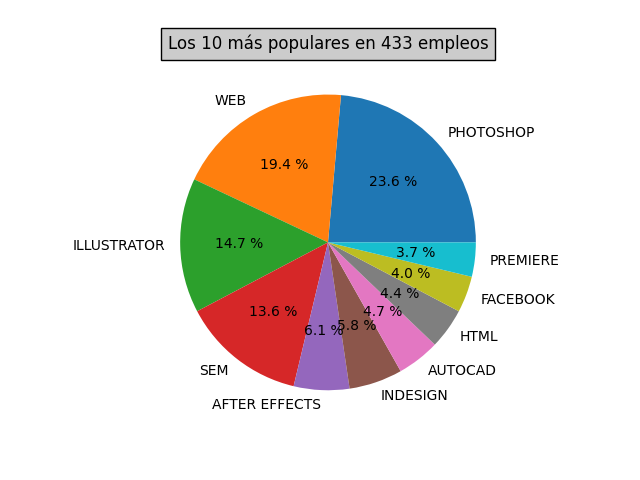 Los 10 más populares en 433 empleos
WEB
PHOTOSHOP
19.4 %
23.6 %
ILLUSTRATOR
14.7 %
3.7 %
PREMIERE
4.0 %
FACEBOOK
4.4 %
13.6 %
4.7 %
5.8 %
6.1 %
HTML
SEM
AUTOCAD
INDESIGN
AFTER EFFECTS